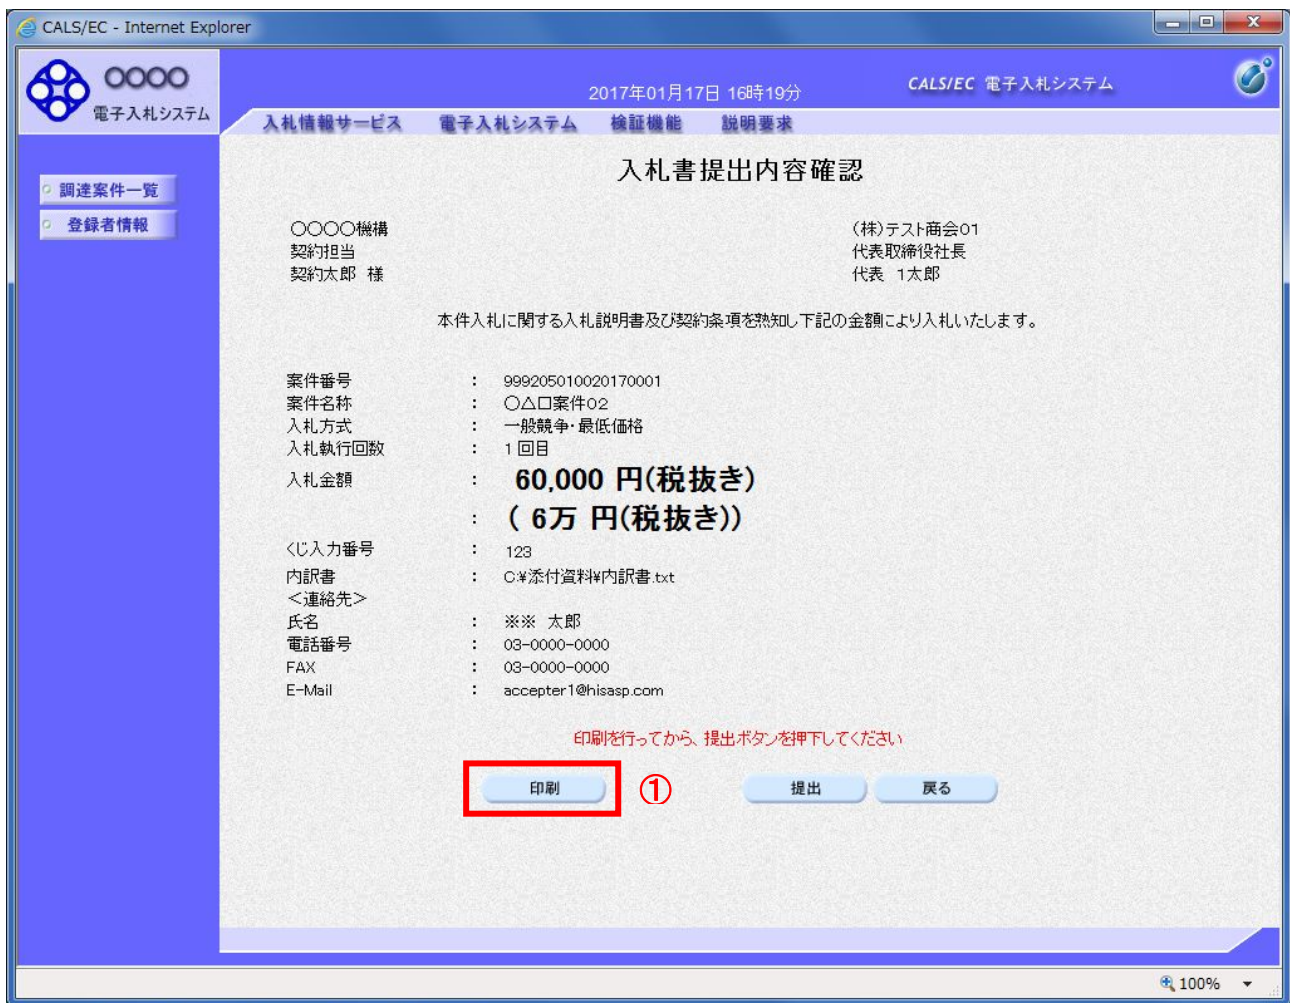 CALS/EC - Internet Explorer
○○○○
電子入札システム
2017年01月17日 16時19分
CALS/EC 電子入札システム
入札情報サービス 電子入札システム 検証機能 説明要求
調達案件一覧
登録者情報
入札書提出内容確認
○○○○機構
契約担当
契約太郎 様
(株)テスト商会01
代表取締役社長
代表 1太郎
本件入札に関する入札説明書及び契約条項を熟知し下記の金額により入札いたします。
案件番号 : 999205010020170001
案件名称 : ○△□案件02
入札方式 : 一般競争・最低価格
入札執行回数 : 1回目
入札金額 : 60,000 円(税抜き)
: ( 6万 円(税抜き))
くじ入力番号 : 123
内訳書 : C:¥添付資料¥内訳書.txt
<連絡先>
氏名 : ※※ 太郎
電話番号 : 03-0000-0000
FAX : 03-0000-0000
E-Mail : accepter1@hisasp.com
印刷を行ってから、提出ボタンを押下してください
印刷 ① 提出 戻る
100%